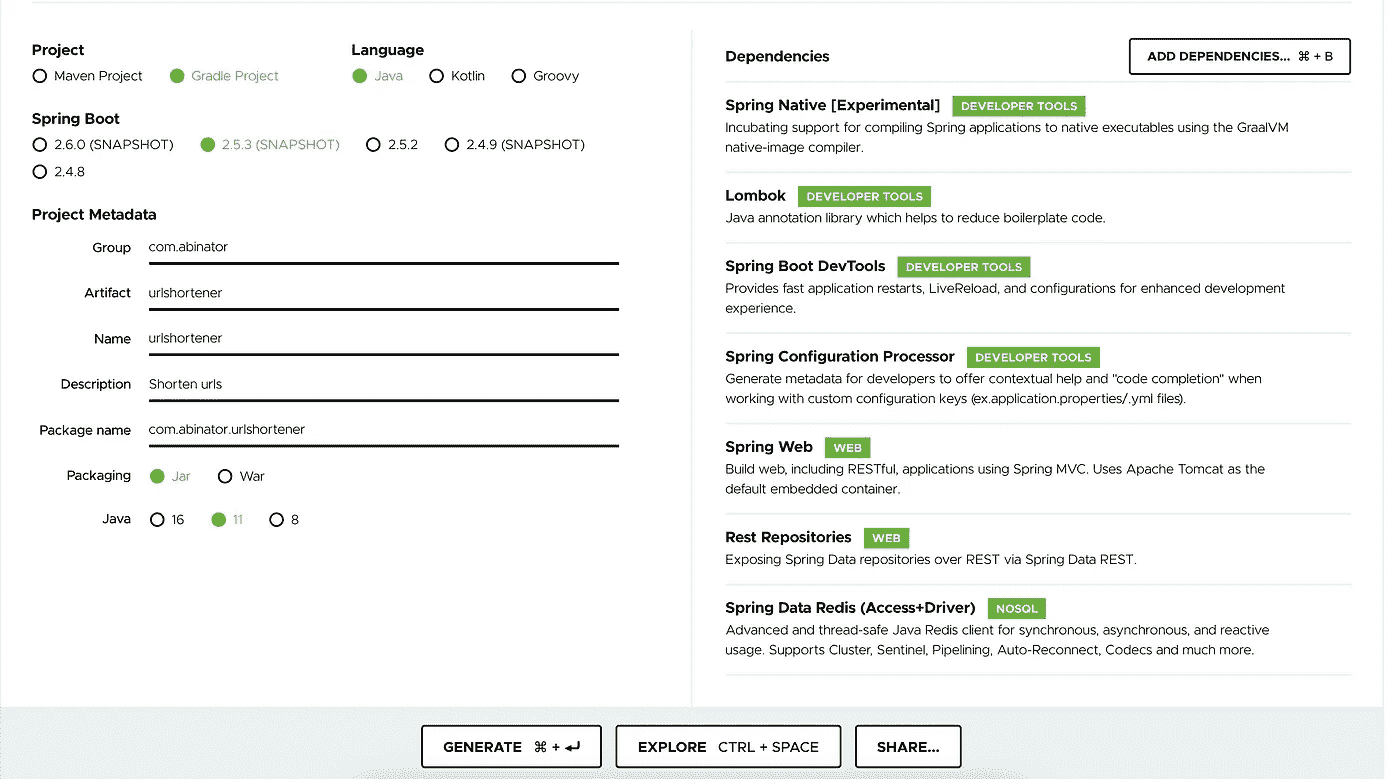 Project
Maven Project Gradle Project
Language
Java Kotlin Groovy
Spring Boot
2.6.0 (SNAPSHOT) 2.5.3 (SNAPSHOT) 2.5.2 2.4.9 (SNAPSHOT)
2.4.8
Project Metadata
Group com.abinator
Artifact urlshortener
Name urlshortener
Description Shorten urls
Package name com.abinator.urlshortener
Packaging Jar War
Java 16 11 8
Dependencies
ADD DEPENDENCIES... ⌘ + B
Spring Native [Experimental] DEVELOPER TOOLS
Incubating support for compiling Spring applications to native executables using the GraalVM
native-image compiler.
Lombok DEVELOPER TOOLS
Java annotation library which helps to reduce boilerplate code.
Spring Boot DevTools DEVELOPER TOOLS
Provides fast application restarts, LiveReload, and configurations for enhanced development
experience.
Spring Configuration Processor DEVELOPER TOOLS
Generate metadata for developers to offer contextual help and "code completion" when
working with custom configuration keys (ex.application.properties/.yml files).
Spring Web WEB
Build web, including RESTful, applications using Spring MVC. Uses Apache Tomcat as the
default embedded container.
Rest Repositories WEB
Exposing Spring Data repositories over REST via Spring Data REST.
Spring Data Redis (Access+Driver) NOSQL
Advanced and thread-safe Java Redis client for synchronous, asynchronous, and reactive
usage. Supports Cluster, Sentinel, Pipelining, Auto-Reconnect, Codecs and much more.
GENERATE ⌘ + ⏎
EXPLORE CTRL + SPACE
SHARE...